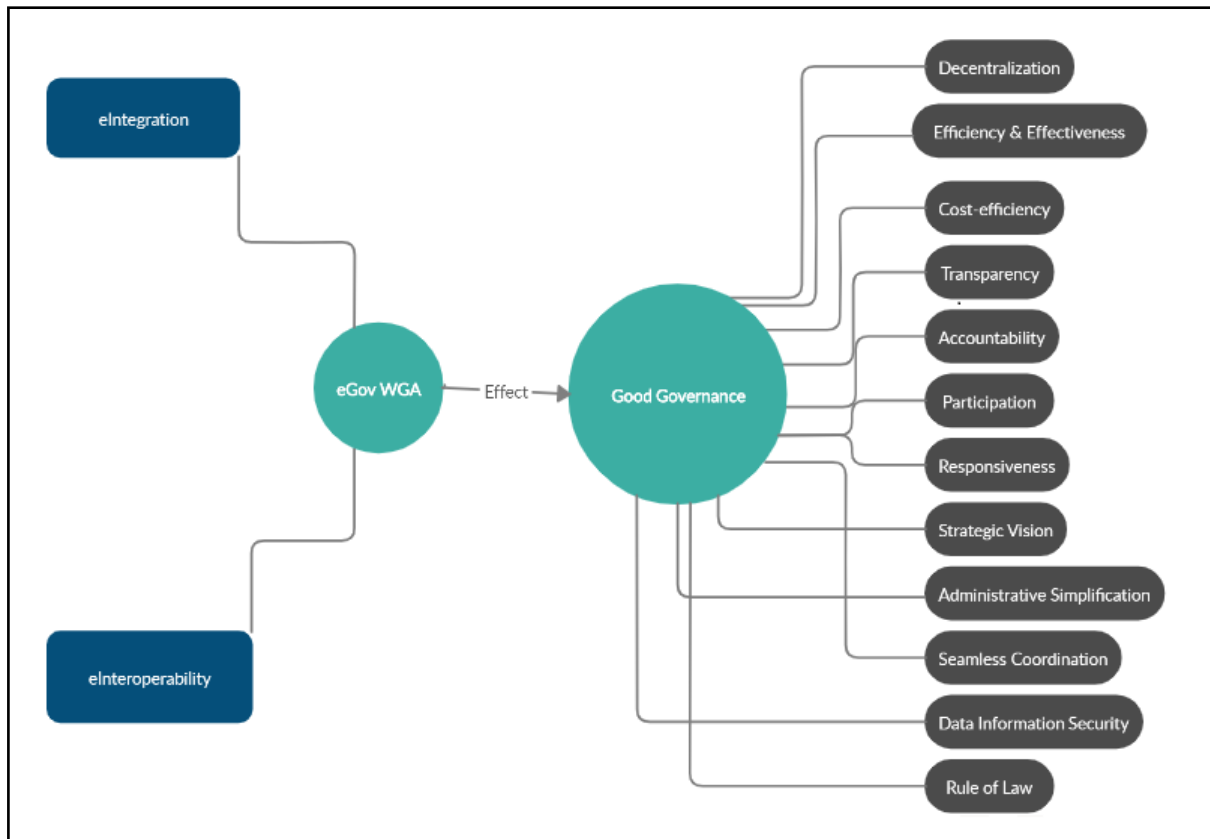 eIntegration
eInteroperability
eGov WGA
Effect
Good Governance
Decentralization
Efficiency & Effectiveness
Cost-efficiency
Transparency
Accountability
Participation
Responsiveness
Strategic Vision
Administrative Simplification
Seamless Coordination
Data Information Security
Rule of Law